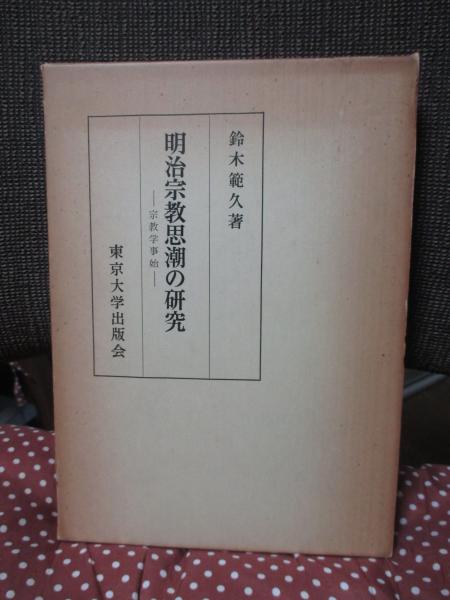 鈴木範久著
明治宗教思潮の研究
―宗教学事始―
東京大学出版会